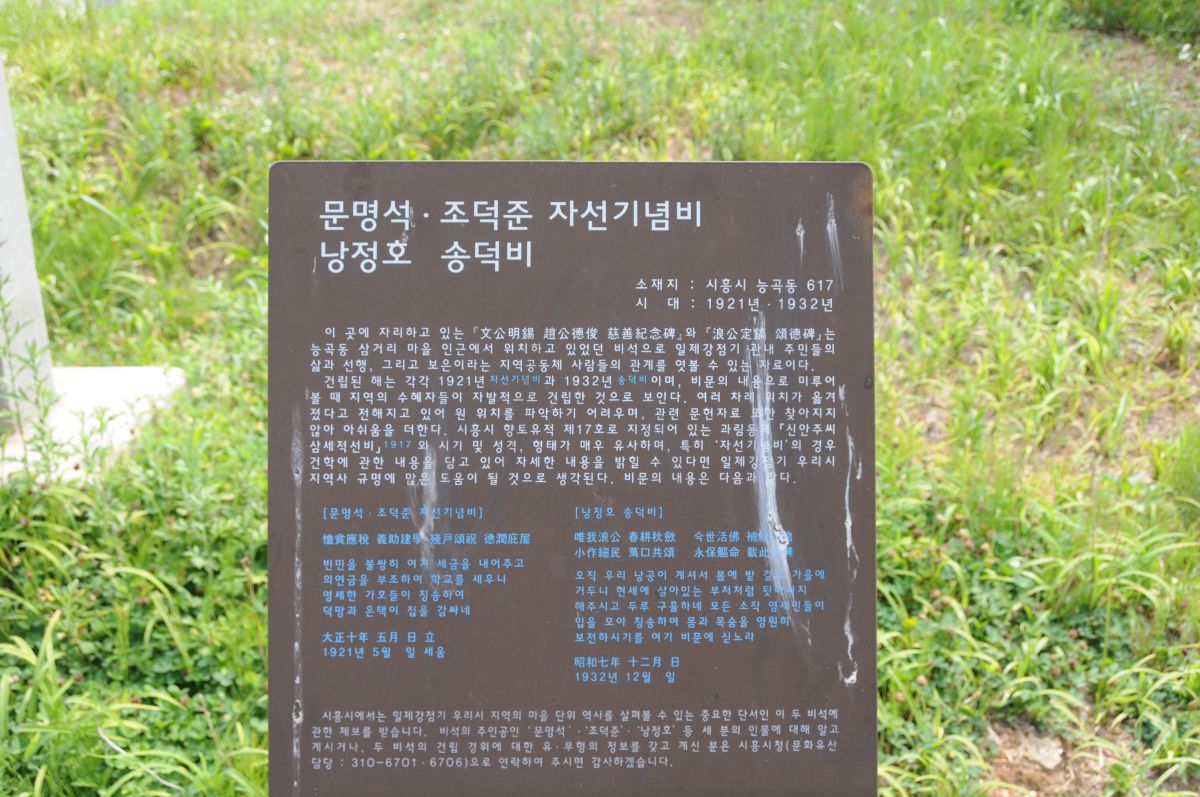 문명석 · 조덕준 자선기념비
낭정호 송덕비
소재지 : 시흥시 능곡동 617
시 대 : 1921년 · 1932년
이 곳에 자리하고 있는 『文公明錫 趙公德俊 慈善紀念碑』와 『浪公定鎬 頌德碑』는
능곡동 삼거리 마을 인근에서 위치하고 있었던 비석으로 일제강점기 관내 주민들의
삶과 선행, 그리고 보은이라는 지역공동체 사람들의 관계를 엿볼 수 있는 자료이다.
건립된 해는 각각 1921년 자선기념비과 1932년 송덕비이며, 비문의 내용으로 미루어
볼 때 지역의 수혜자들이 자발적으로 건립한 것으로 보인다. 여러 차례 위치가 옮겨
졌다고 전해지고 있어 원 위치를 파악하기 어려우며, 관련 문헌자료 또한 찾아지지
않아 아쉬움을 더한다. 시흥시 향토유적 제17호로 지정되어 있는 과림동의 『신안주씨
삼세적선비』1917 와 시기 및 성격, 형태가 매우 유사하며, 특히 '자선기념비'의 경우
건학에 관한 내용을 담고 있어 자세한 내용을 밝힐 수 있다면 일제강점기 우리시
지역사 규명에 많은 도움이 될 것으로 생각된다. 비문의 내용은 다음과 같다.
[문명석 · 조덕준 자선기념비]
恤貧應稅 義助建學 殘戶頌祝 德潤庇屋
빈민을 불쌍히 여겨 세금을 내어주고
의연금을 부조하여 학교를 세우니
영세한 가호들이 칭송하여
덕망과 은택이 집을 감싸네
大正十年 五月 日 立
1921년 5월 일 세움
[낭정호 송덕비]
唯我浪公 春耕秋歛 今世活佛 補
小作細民 萬口共頌 永保軀命 載此 碑
오직 우리 낭공이 계셔서 봄에 밭 갈고 가을에
거두니 현세에 살아있는 부처처럼
해주시고 두루 구휼하네 모든 소작 영세민들이
입을 모아 칭송하여 몸과 목숨을 영원히
보전하시기를 여기 비문에 싣노라
昭和七年 十二月 日
1932년 12월 일
시흥시에서는 일제강점기 우리시 지역의 마을 단위 역사를 살펴볼 수 있는 중요한 단서인 이 두 비석에
관한 제보를 받습니다. 비석의 주인공인 '문명석' · '조덕준' · '낭정호' 등 세 분의 인물에 대해 알고
계시거나, 두 비석의 건립 경위에 대한 유 · 무형의 정보를 갖고 계신 분은 시흥시청(문화유산
담당 : 310-6701 · 6706)으로 연락하여 주시면 감사하겠습니다.